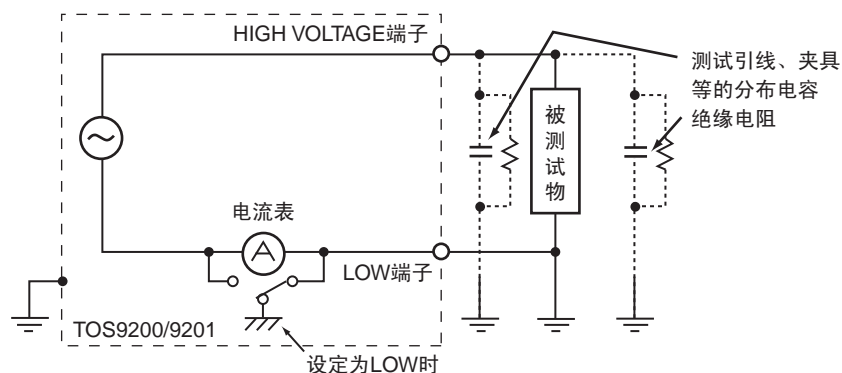 HIGH VOLTAGE端子
测试引线、夹具
等的分布电容
绝缘电阻
被
测
试
物
电流表
A
LOW端子
TOS9200/9201
设定为LOW时